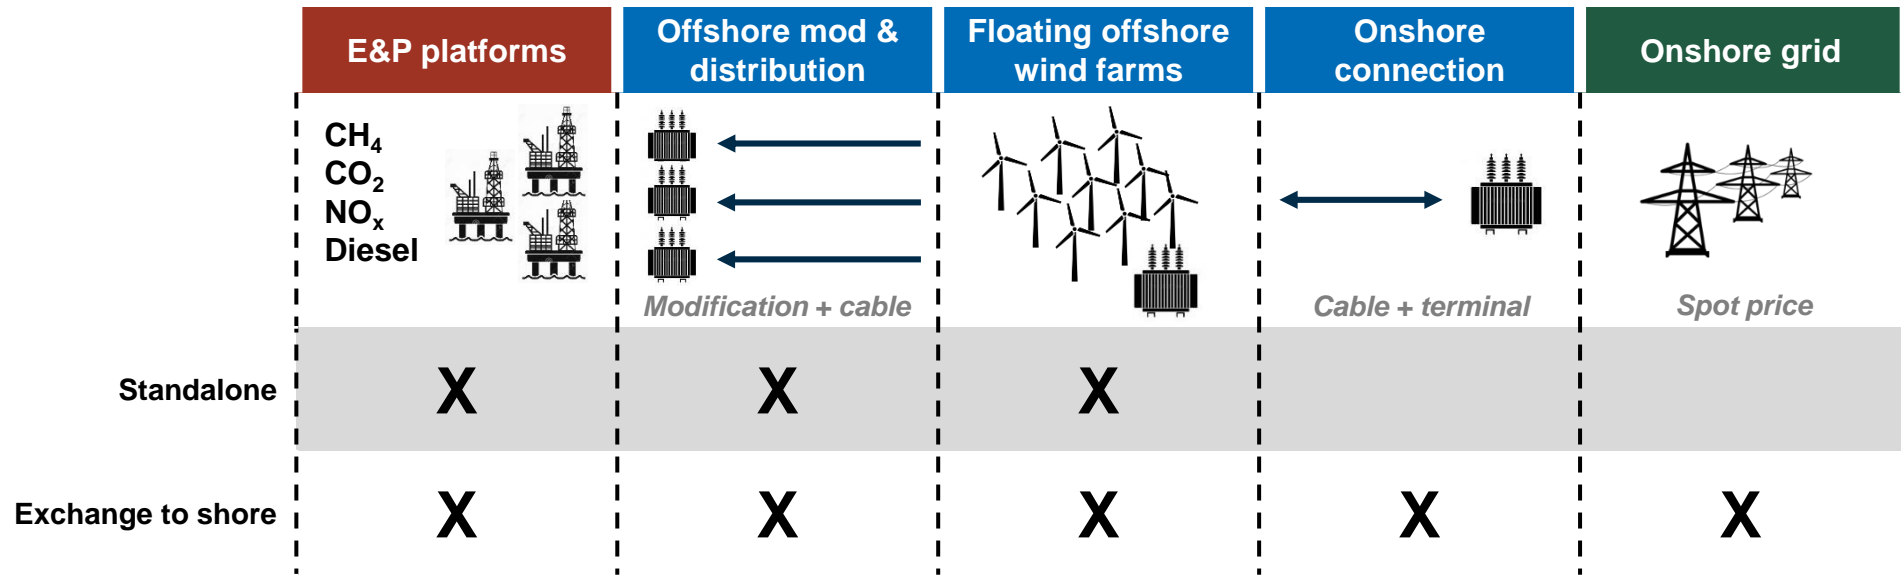 E&P platforms
Offshore mod &
distribution
Floating offshore
wind farms
Onshore
connection
Onshore grid
CH4
CO2
NOx
Diesel
Modification + cable
Cable + terminal
Spot price
Standalone
X
X
X
Exchange to shore
X
X
X
X
X